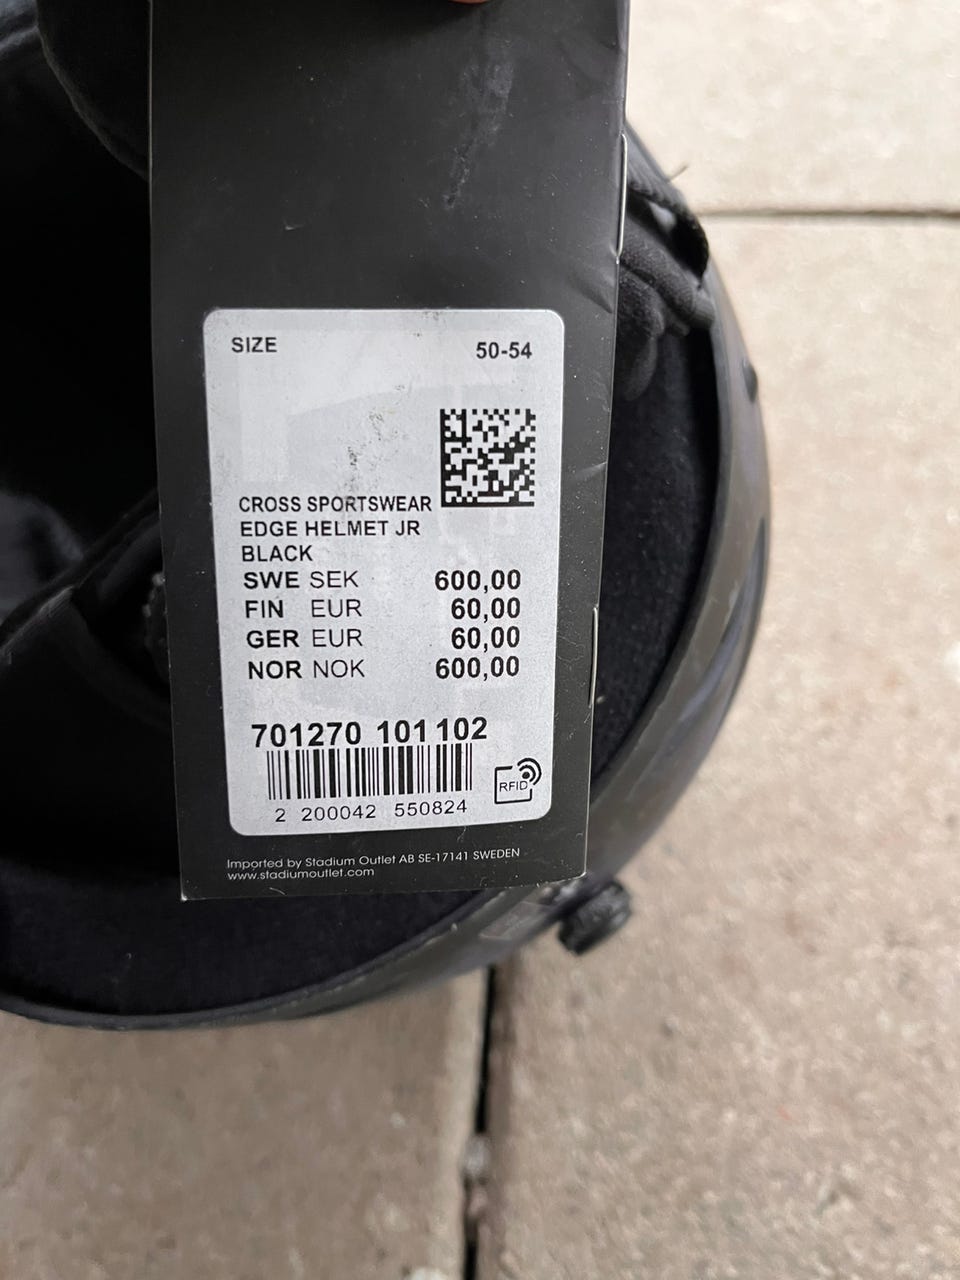 SIZE 50-54
CROSS SPORTSWEAR
EDGE HELMET JR
BLACK
SWE SEK 600,00
FIN EUR 60,00
GER EUR 60,00
NOR NOK 600,00
701270 101 102
RFID
2 200042 550824
Imported by Stadium Outlet AB SE-17141 SWEDEN
www.stadiumoutlet.com